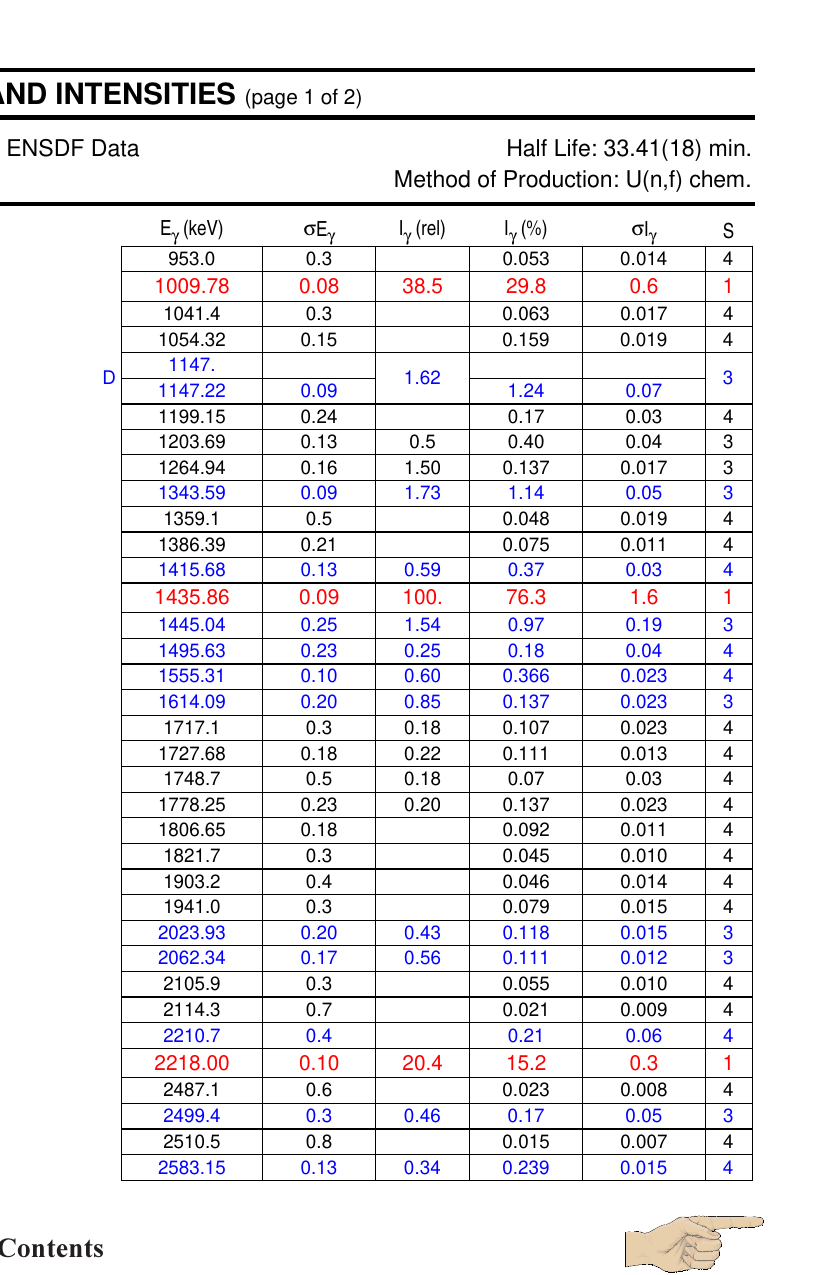 AND INTENSITIES (page 1 of 2)
ENSDF Data Half Life: 33.41(18) min.
Method of Production: U(n,f) chem.
Eγ (keV) σEγ Iγ (rel) Iγ (%) σIγ S
953.0 0.3 0.053 0.014 4
1009.78 0.08 38.5 29.8 0.6 1
1041.4 0.3 0.063 0.017 4
1054.32 0.15 0.159 0.019 4
1147.
D 1.62 3
1147.22 0.09 1.24 0.07
1199.15 0.24 0.17 0.03 4
1203.69 0.13 0.5 0.40 0.04 3
1264.94 0.16 1.50 0.137 0.017 3
1343.59 0.09 1.73 1.14 0.05 3
1359.1 0.5 0.048 0.019 4
1386.39 0.21 0.075 0.011 4
1415.68 0.13 0.59 0.37 0.03 4
1435.86 0.09 100. 76.3 1.6 1
1445.04 0.25 1.54 0.97 0.19 3
1495.63 0.23 0.25 0.18 0.04 4
1555.31 0.10 0.60 0.366 0.023 4
1614.09 0.20 0.85 0.137 0.023 3
1717.1 0.3 0.18 0.107 0.023 4
1727.68 0.18 0.22 0.111 0.013 4
1748.7 0.5 0.18 0.07 0.03 4
1778.25 0.23 0.20 0.137 0.023 4
1806.65 0.18 0.092 0.011 4
1821.7 0.3 0.045 0.010 4
1903.2 0.4 0.046 0.014 4
1941.0 0.3 0.079 0.015 4
2023.93 0.20 0.43 0.118 0.015 3
2062.34 0.17 0.56 0.111 0.012 3
2105.9 0.3 0.055 0.010 4
2114.3 0.7 0.021 0.009 4
2210.7 0.4 0.21 0.06 4
2218.00 0.10 20.4 15.2 0.3 1
2487.1 0.6 0.023 0.008 4
2499.4 0.3 0.46 0.17 0.05 3
2510.5 0.8 0.015 0.007 4
2583.15 0.13 0.34 0.239 0.015 4
Contents